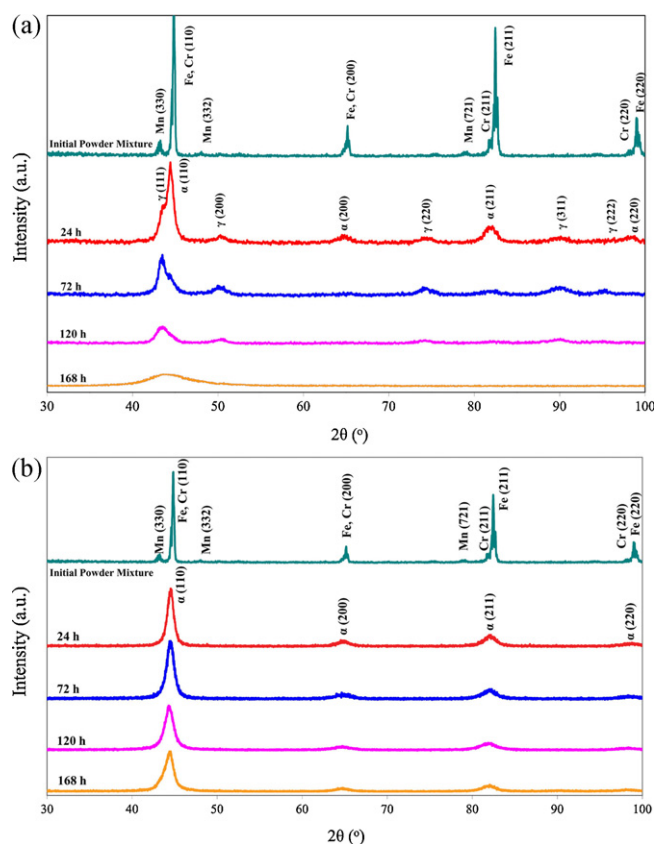 (a)
Intensity (a.u.)
Mn (330)
Fe, Cr (110)
Mn (332)
Fe, Cr (200)
Mn (721)
Cr (211)
Fe (211)
Cr (220)
Fe (220)
Initial Powder Mixture
γ (111)
α (110)
γ (200)
α (200)
γ (220)
α (211)
γ (311)
γ (222)
α (220)
24 h
72 h
120 h
168 h
30 40 50 60 70 80 90 100
2θ (°)
(b)
Intensity (a.u.)
Mn (330)
Fe, Cr (110)
Mn (332)
Fe, Cr (200)
Mn (721)
Cr (211)
Fe (211)
Cr (220)
Fe (220)
Initial Powder Mixture
α (110)
α (200)
α (211)
α (220)
24 h
72 h
120 h
168 h
30 40 50 60 70 80 90 100
2θ (°)